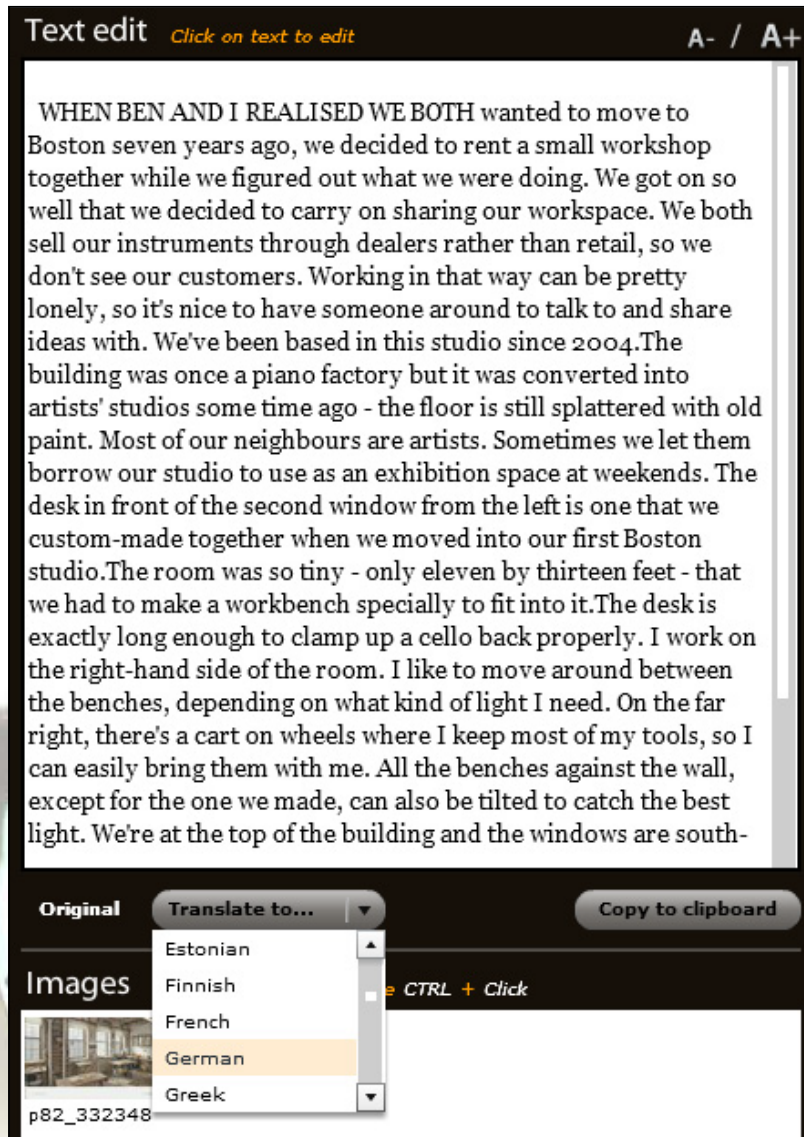 Text edit Click on text to edit A- / A+
WHEN BEN AND I REALISED WE BOTH wanted to move to
Boston seven years ago, we decided to rent a small workshop
together while we figured out what we were doing. We got on so
well that we decided to carry on sharing our workspace. We both
sell our instruments through dealers rather than retail, so we
don't see our customers. Working in that way can be pretty
lonely, so it's nice to have someone around to talk to and share
ideas with. We've been based in this studio since 2004.The
building was once a piano factory but it was converted into
artists' studios some time ago - the floor is still splattered with old
paint. Most of our neighbours are artists. Sometimes we let them
borrow our studio to use as an exhibition space at weekends. The
desk in front of the second window from the left is one that we
custom-made together when we moved into our first Boston
studio.The room was so tiny - only eleven by thirteen feet - that
we had to make a workbench specially to fit into it.The desk is
exactly long enough to clamp up a cello back properly. I work on
the right-hand side of the room. I like to move around between
the benches, depending on what kind of light I need. On the far
right, there's a cart on wheels where I keep most of my tools, so I
can easily bring them with me. All the benches against the wall,
except for the one we made, can also be tilted to catch the best
light. We're at the top of the building and the windows are south-
Original Translate to... Copy to clipboard
Estonian
Finnish
French
German
Greek
Images CTRL + Click
p82_332348